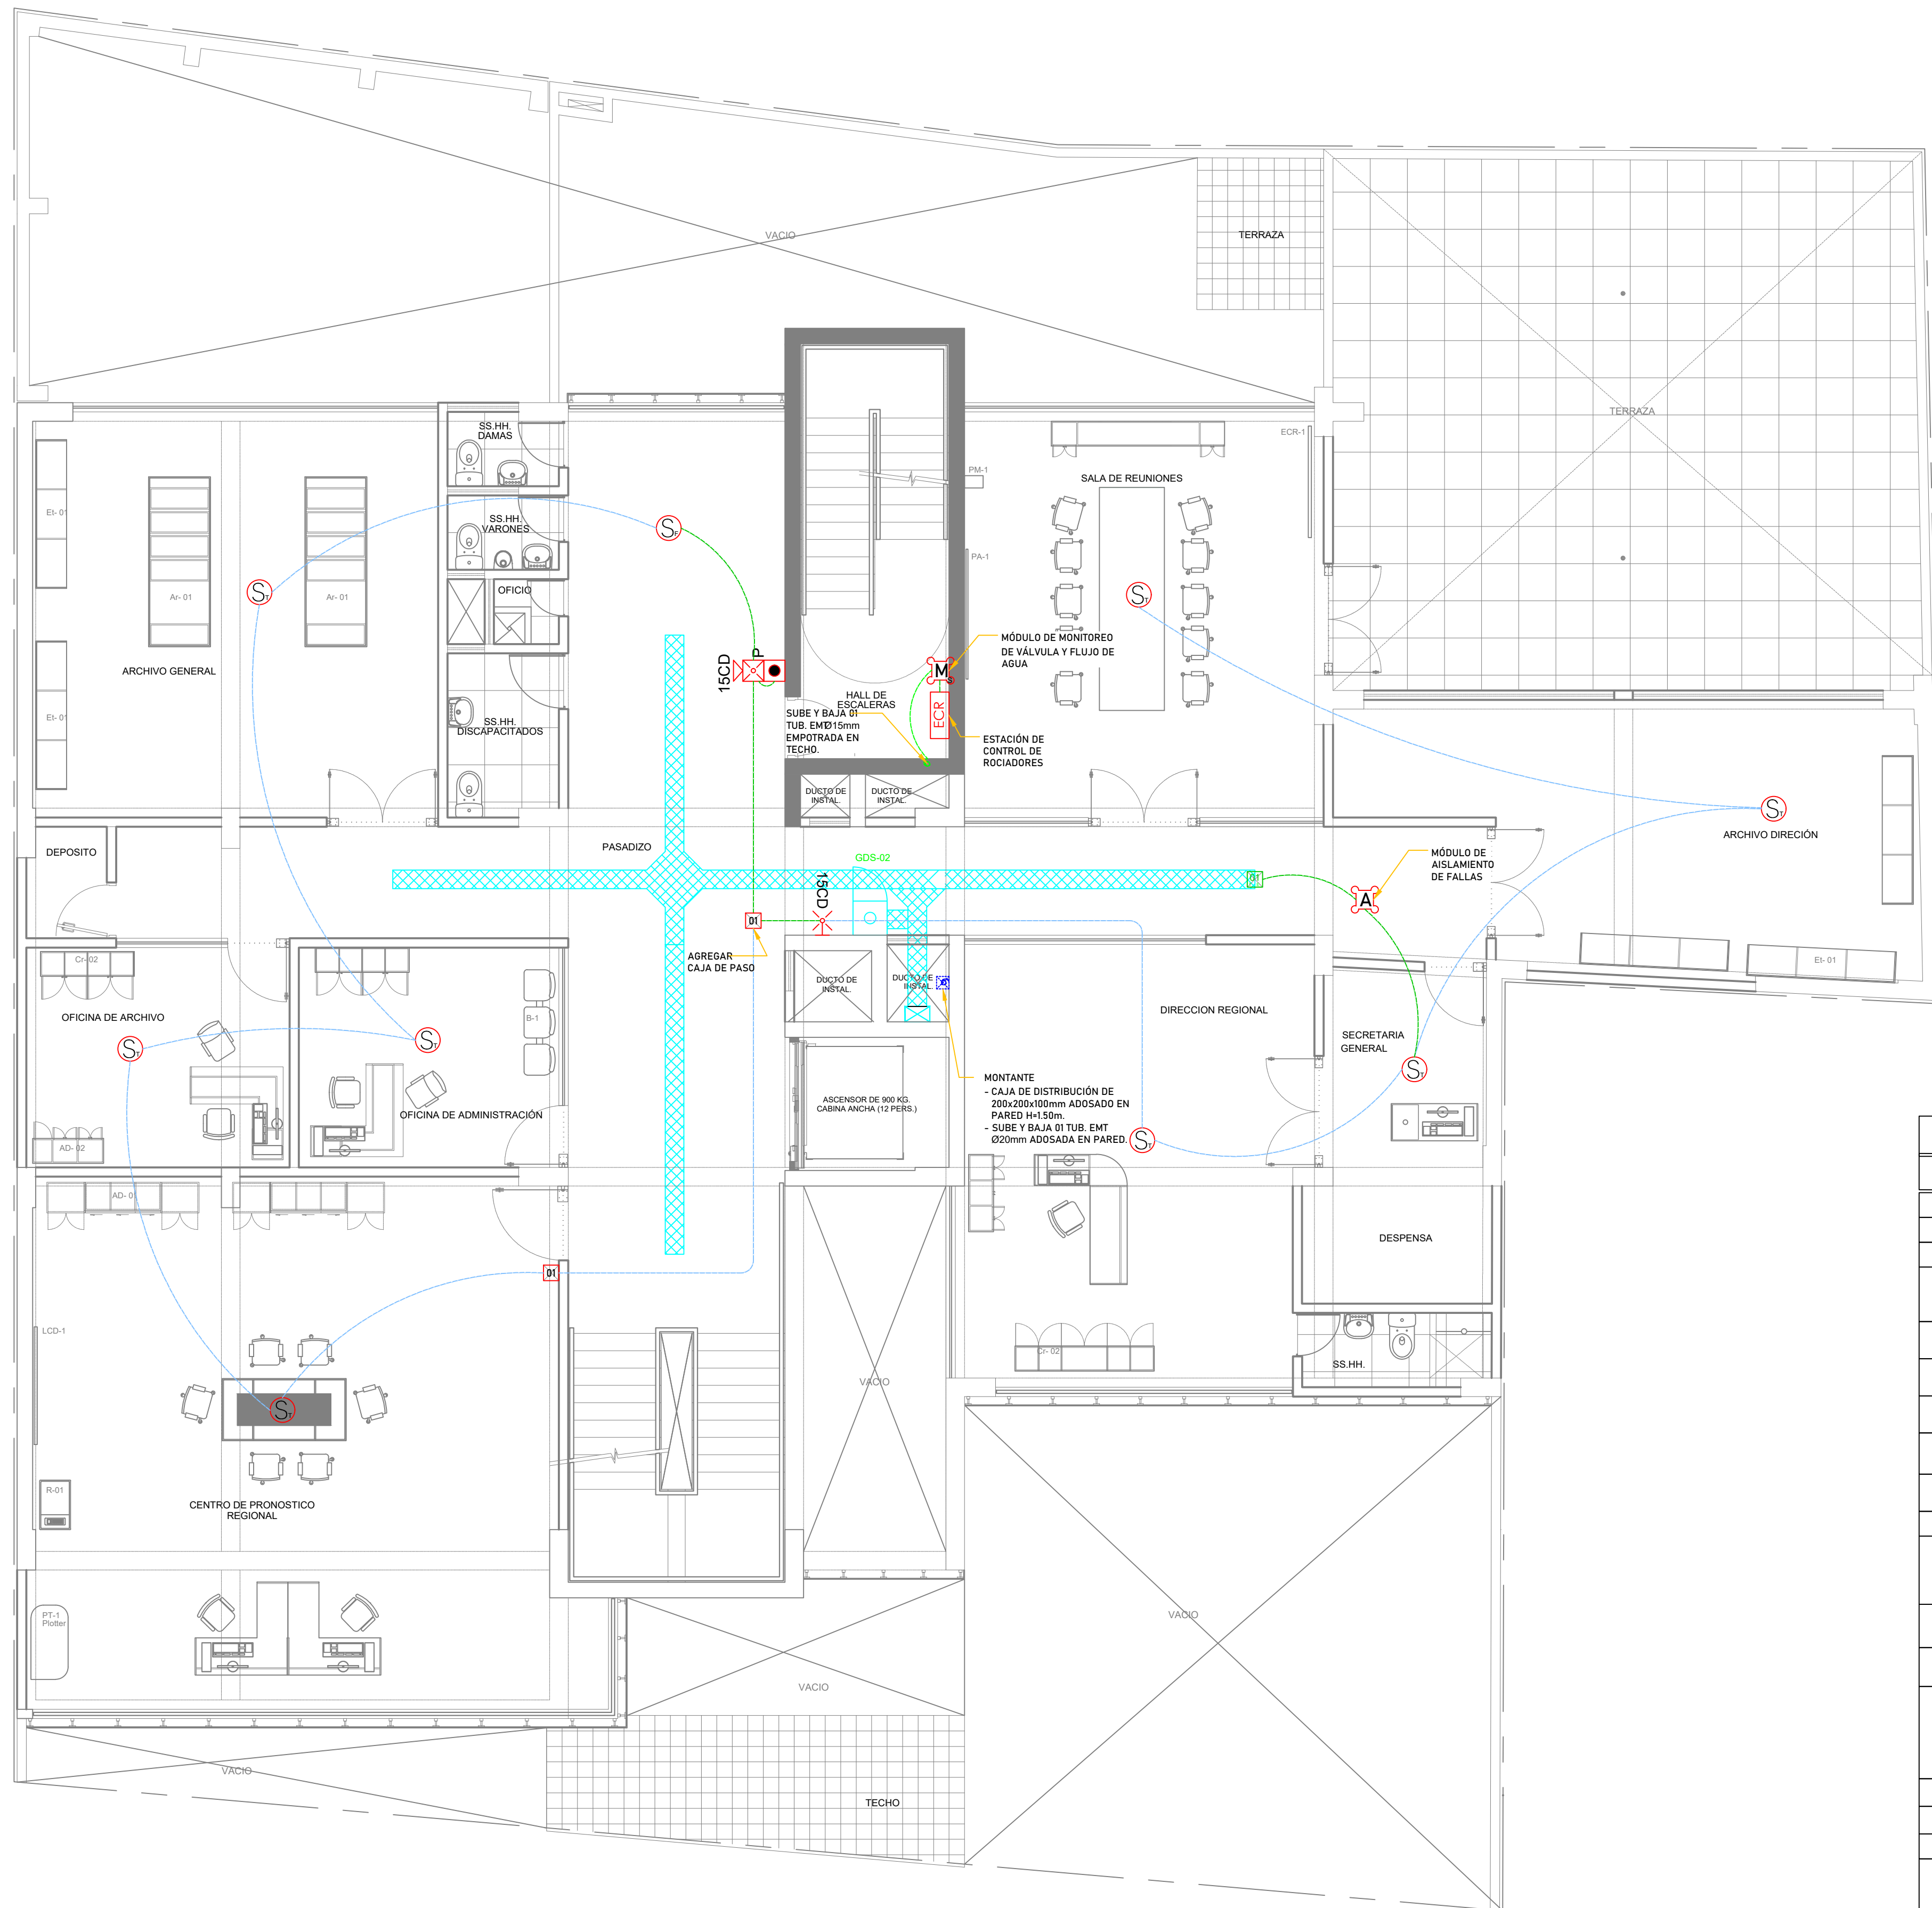 VACIO
TERRAZA
TERRAZA
SS.HH.
DAMAS
ECR-1
PM-1
SALA DE REUNIONES
Et- 01
SS.HH.
VARONES
PA-1
S F
OFICIO
S T
Ar- 01
Ar- 01
S T
ARCHIVO GENERAL
15CD
P
M
S
MÓDULO DE MONITOREO
DE VÁLVULA Y FLUJO DE
AGUA
HALL DE
ESCALERAS
SUBE Y BAJA 01
TUB. EMTØ15mm
EMPOTRADA EN
TECHO.
ECR
ESTACIÓN DE
CONTROL DE
ROCIADORES
Et- 01
SS.HH.
DISCAPACITADOS
DUCTO DE
INSTAL.
DUCTO DE
INSTAL.
S T
ARCHIVO DIRECIÓN
DEPOSITO
PASADIZO
GDS-02
MÓDULO DE
AISLAMIENTO
DE FALLAS
01
A
15CD
01
AGREGAR
CAJA DE PASO
Cr- 02
DUCTO DE
INSTAL.
DUCTO DE
INSTAL.
Et- 01
OFICINA DE ARCHIVO
B-1
DIRECCION REGIONAL
SECRETARIA
GENERAL
S T
S T
S T
MONTANTE
- CAJA DE DISTRIBUCIÓN DE
200x200x100mm ADOSADO EN
PARED H=1.50m.
- SUBE Y BAJA 01 TUB. EMT
Ø20mm ADOSADA EN PARED.
ASCENSOR DE 900 KG.
CABINA ANCHA (12 PERS.)
OFICINA DE ADMINISTRACIÓN
S T
AD- 02
AD- 01
DESPENSA
01
LCD-1
Cr- 02
SS.HH.
VACIO
S T
R-01
CENTRO DE PRONOSTICO
REGIONAL
PT-1
Plotter
VACIO
VACIO
VACIO
TECHO